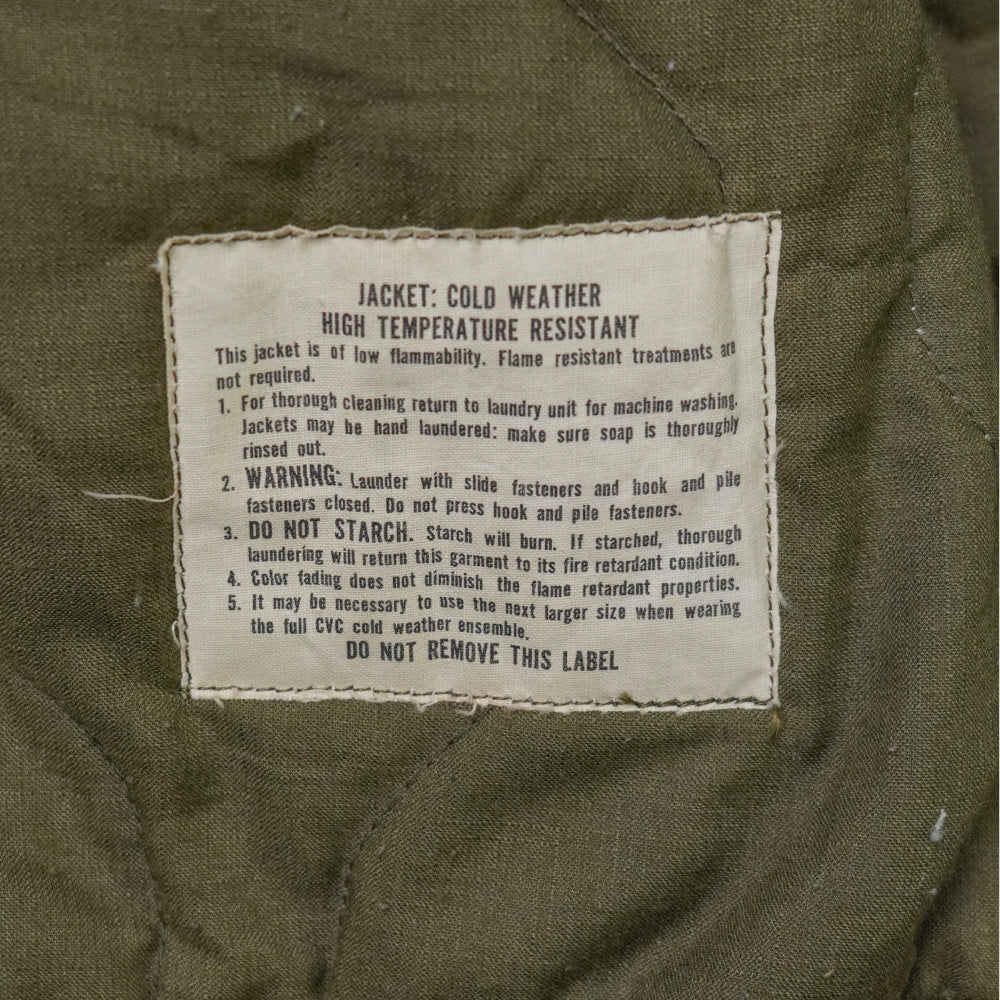 JACKET: COLD WEATHER
HIGH TEMPERATURE RESISTANT
This jacket is of low flammability. Flame resistant treatments are
not required.
1. For thorough cleaning return to laundry unit for machine washing.
Jackets may be hand laundered: make sure soap is thoroughly
rinsed out.
2. WARNING: Launder with slide fasteners and hook and pile
fasteners closed. Do not press hook and pile fasteners.
3. DO NOT STARCH. Starch will burn. If starched, thorough
laundering will return this garment to its fire retardant condition.
4. Color fading does not diminish the flame retardant properties.
5. It may be necessary to use the next larger size when wearing
the full CVC cold weather ensemble.
DO NOT REMOVE THIS LABEL